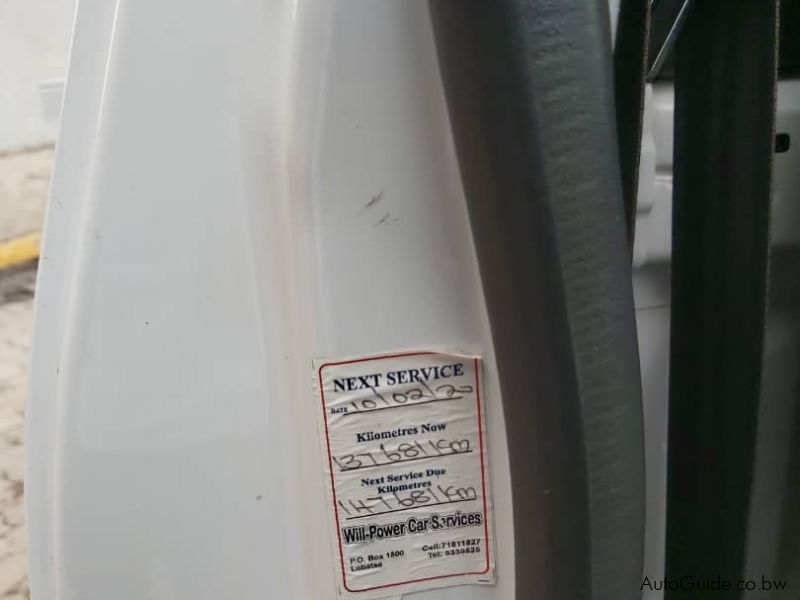 NEXT SERVICE
DATE 10/02/20
Kilometres Now
137681Km
Next Service Due
Kilometres
147681Km
Will-Power Car Services
P.O. Box 1500 Cell:71811827
Lobatse Tel: 5330525
AutoGuide.co.bw